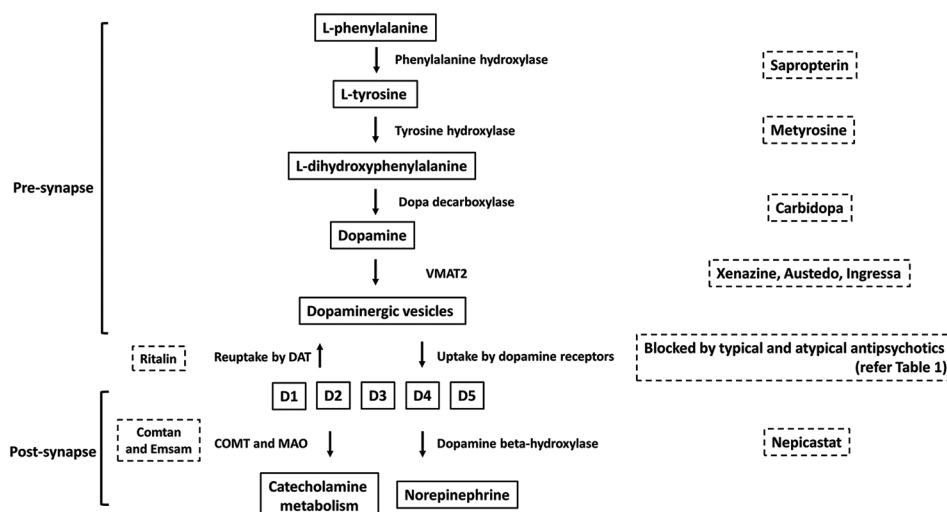 L-phenylalanine
Phenylalanine hydroxylase
Sapropterin
L-tyrosine
Tyrosine hydroxylase
Metyrosine
L-dihydroxyphenylalanine
Pre-synapse
Dopa decarboxylase
Carbidopa
Dopamine
VMAT2
Xenazine, Austedo, Ingressa
Dopaminergic vesicles
Ritalin
Reuptake by DAT
Uptake by dopamine receptors
Blocked by typical and atypical antipsychotics
(refer Table 1)
D1 D2 D3 D4 D5
Post-synapse
Comtan
and Emsam
COMT and MAO
Dopamine beta-hydroxylase
Nepicastat
Catecholamine
metabolism
Norepinephrine